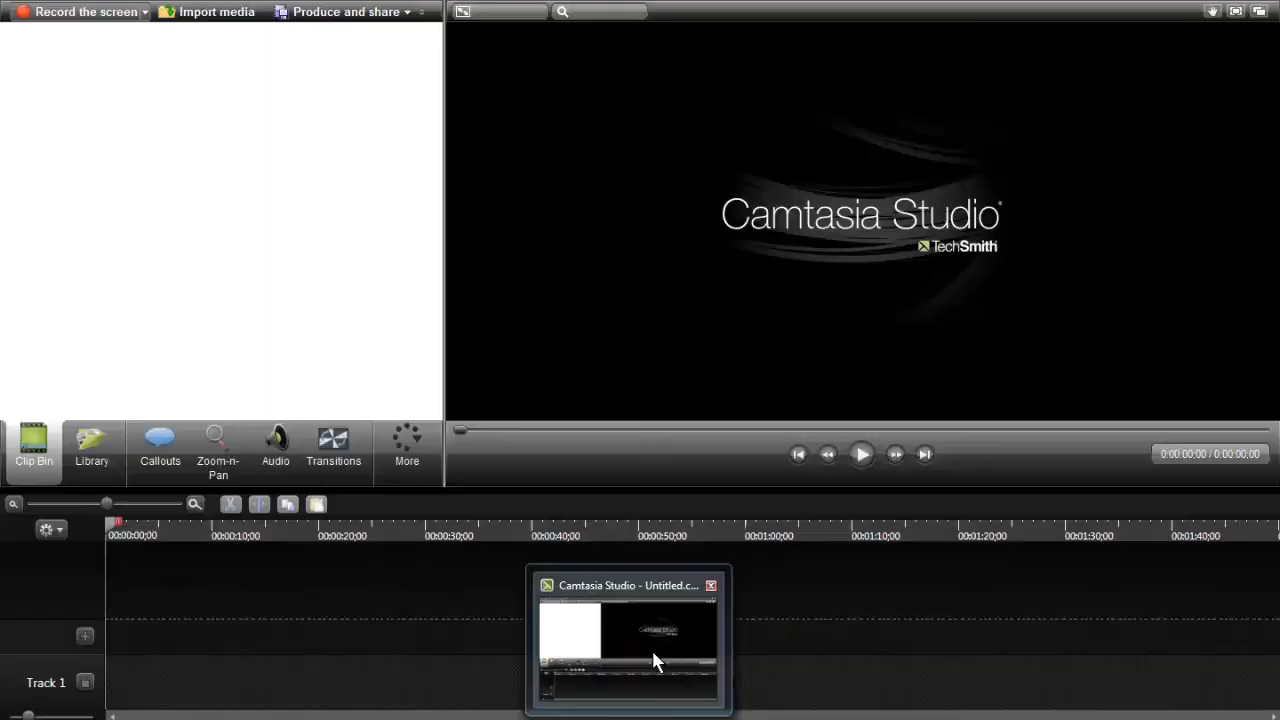 Record the screen
Import media
Produce and share
Camtasia Studio
TechSmith
Clip Bin
Library
Callouts
Zoom-n-
Pan
Audio
Transitions
More
0:00:00;00 / 0:00:00;00
00:00:00;00
00:00:10;00
00:00:20;00
00:00:30;00
00:00:40;00
00:00:50;00
00:01:00;00
00:01:10;00
00:01:20;00
00:01:30;00
00:01:40;00
Camtasia Studio - Untitled.c...
Track 1